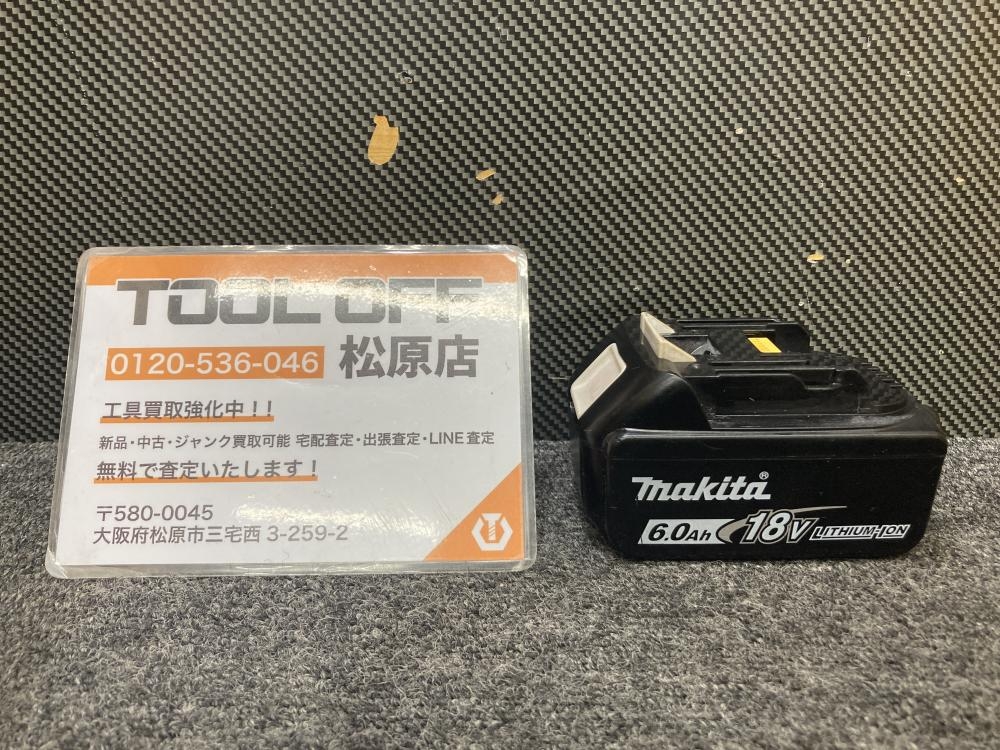 TOOL OFF
0120-536-046 松原店
工具買取強化中！！
新品・中古・ジャンク買取可能 宅配査定・出張査定・LINE査定
無料で査定いたします！
〒580-0045
大阪府松原市三宅西 3-259-2
makita®
6.0Ah 18V LITHIUM-ION